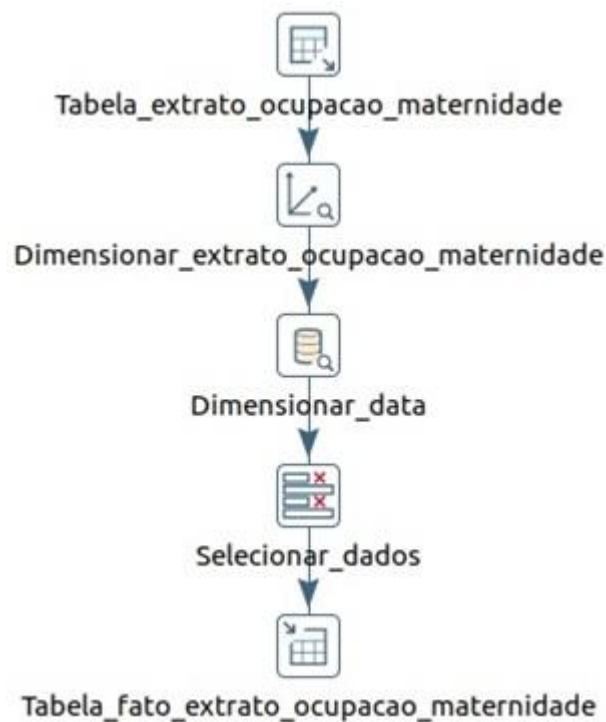 Tabela_extrato_ocupacao_maternidade
Dimensionar_extrato_ocupacao_maternidade
Dimensionar_data
Selecionar_dados
Tabela_fato_extrato_ocupacao_maternidade